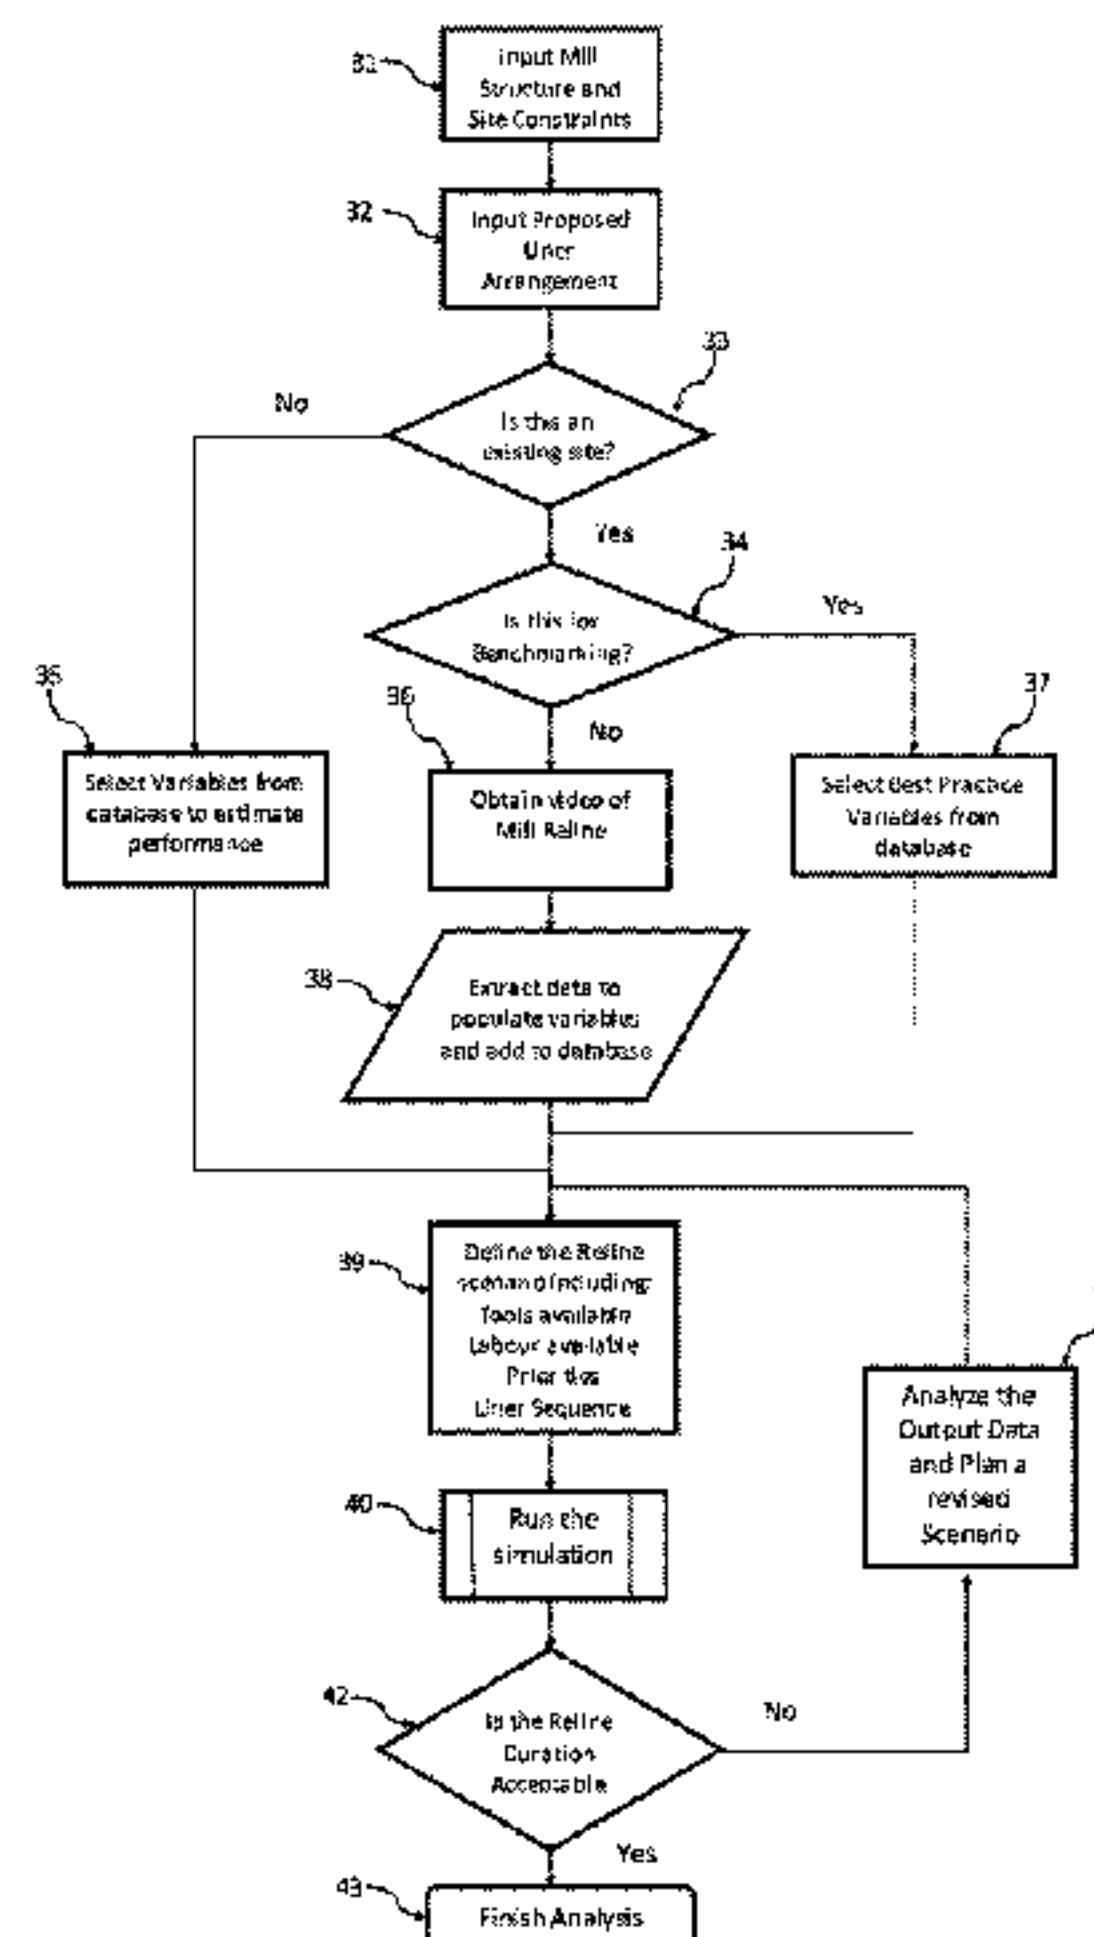 31
Input Mill
Structure and
Site Constraints
32
Input Proposed
Liner
Arrangement
33
No
Is this an
existing site?
Yes
34
Is this for
Benchmarking?
Yes
35
36
37
No
Select Variables from
database to estimate
performance
Obtain video of
Mill Reline
Select Best Practice
Variables from
database
38
Extract data to
populate variables
and add to database
39
Define the Reline
scenario including:
Tools available
Labour available
Priorities
Liner Sequence
Analyze the
Output Data
and Plan a
revised
Scenario
40
Run the
simulation
42
Is the Reline
Duration
Acceptable
No
Yes
43
Finish Analysis